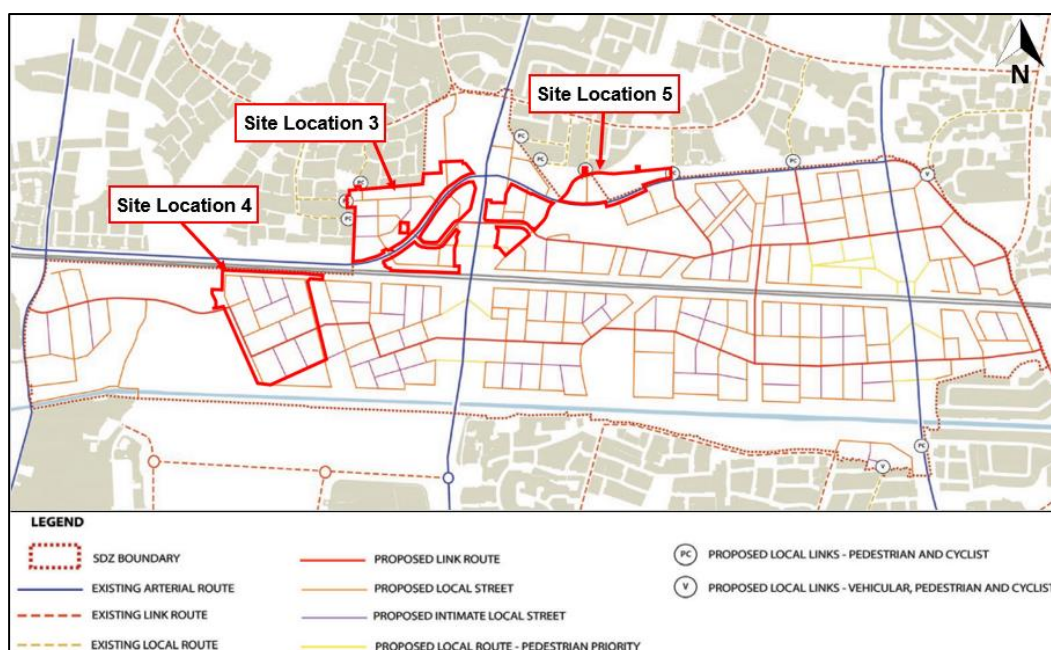 N
Site Location 5
Site Location 3
Site Location 4
PC
PC
PC
PC
PC
PC
V
PC
V
LEGEND
SDZ BOUNDARY
EXISTING ARTERIAL ROUTE
EXISTING LINK ROUTE
EXISTING LOCAL ROUTE
PROPOSED LINK ROUTE
PROPOSED LOCAL STREET
PROPOSED INTIMATE LOCAL STREET
PROPOSED LOCAL ROUTE - PEDESTRIAN PRIORITY
PC PROPOSED LOCAL LINKS - PEDESTRIAN AND CYCLIST
V PROPOSED LOCAL LINKS - VEHICULAR, PEDESTRIAN AND CYCLIST